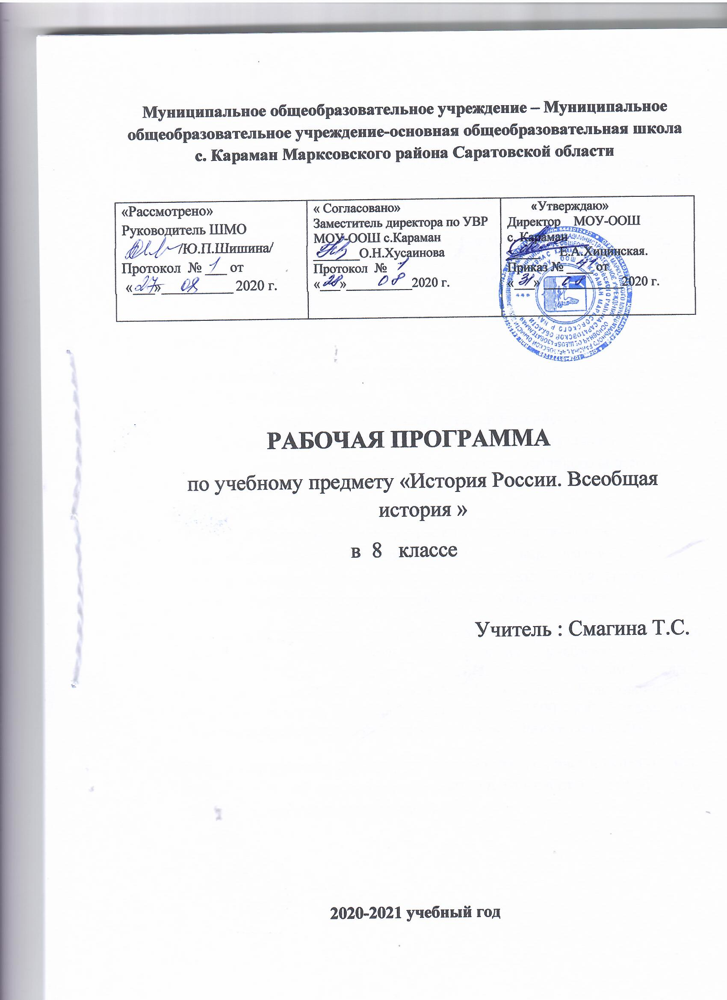 Муниципальное общеобразовательное учреждение – Муниципальное
общеобразовательное учреждение-основная общеобразовательная школа
с. Караман Марксовского района Саратовской области
«Рассмотрено»
Руководитель ШМО
/Ю.П.Шишина/
Протокол № 1 от
«27» 08 2020 г.
« Согласовано»
Заместитель директора по УВР
МОУ-ООШ с.Караман
О.Н.Хусаинова
Протокол № 1
«28» 08 2020 г.
«Утверждаю»
Директор МОУ-ООШ
с. Караман
Е.А.Хицинская.
Приказ № от
«31» 08 2020 г.
РАБОЧАЯ ПРОГРАММА
по учебному предмету «История России. Всеобщая
история »
в 8 классе
Учитель : Смагина Т.С.
2020-2021 учебный год